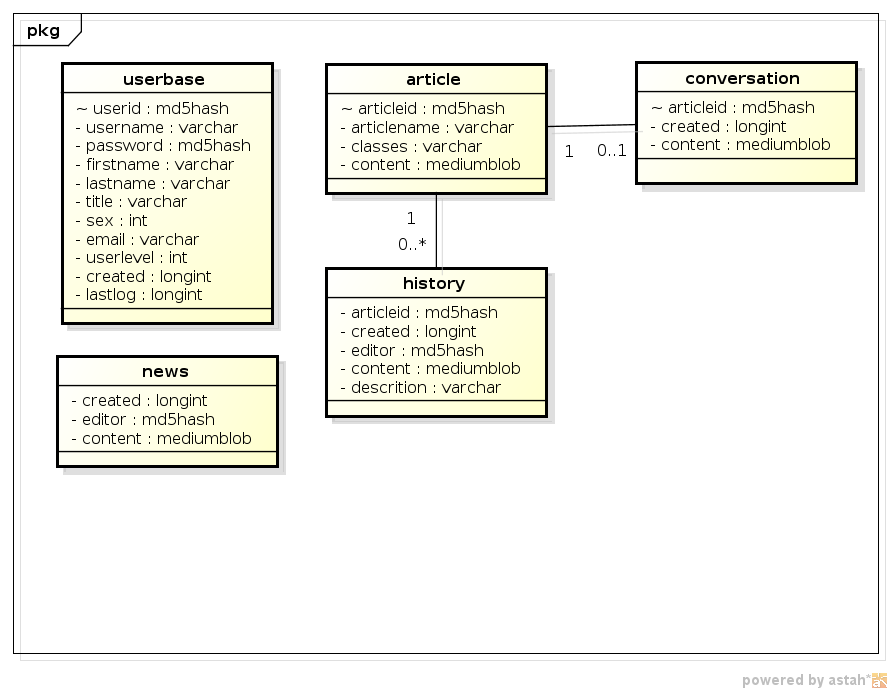 pkg
userbase
~ userid : md5hash
- username : varchar
- password : md5hash
- firstname : varchar
- lastname : varchar
- title : varchar
- sex : int
- email : varchar
- userlevel : int
- created : longint
- lastlog : longint
article
~ articleid : md5hash
- articlename : varchar
- classes : varchar
- content : mediumblob
conversation
~ articleid : md5hash
- created : longint
- content : mediumblob
1
0..1
1
0..*
history
- articleid : md5hash
- created : longint
- editor : md5hash
- content : mediumblob
- descrition : varchar
news
- created : longint
- editor : md5hash
- content : mediumblob
powered by astah*